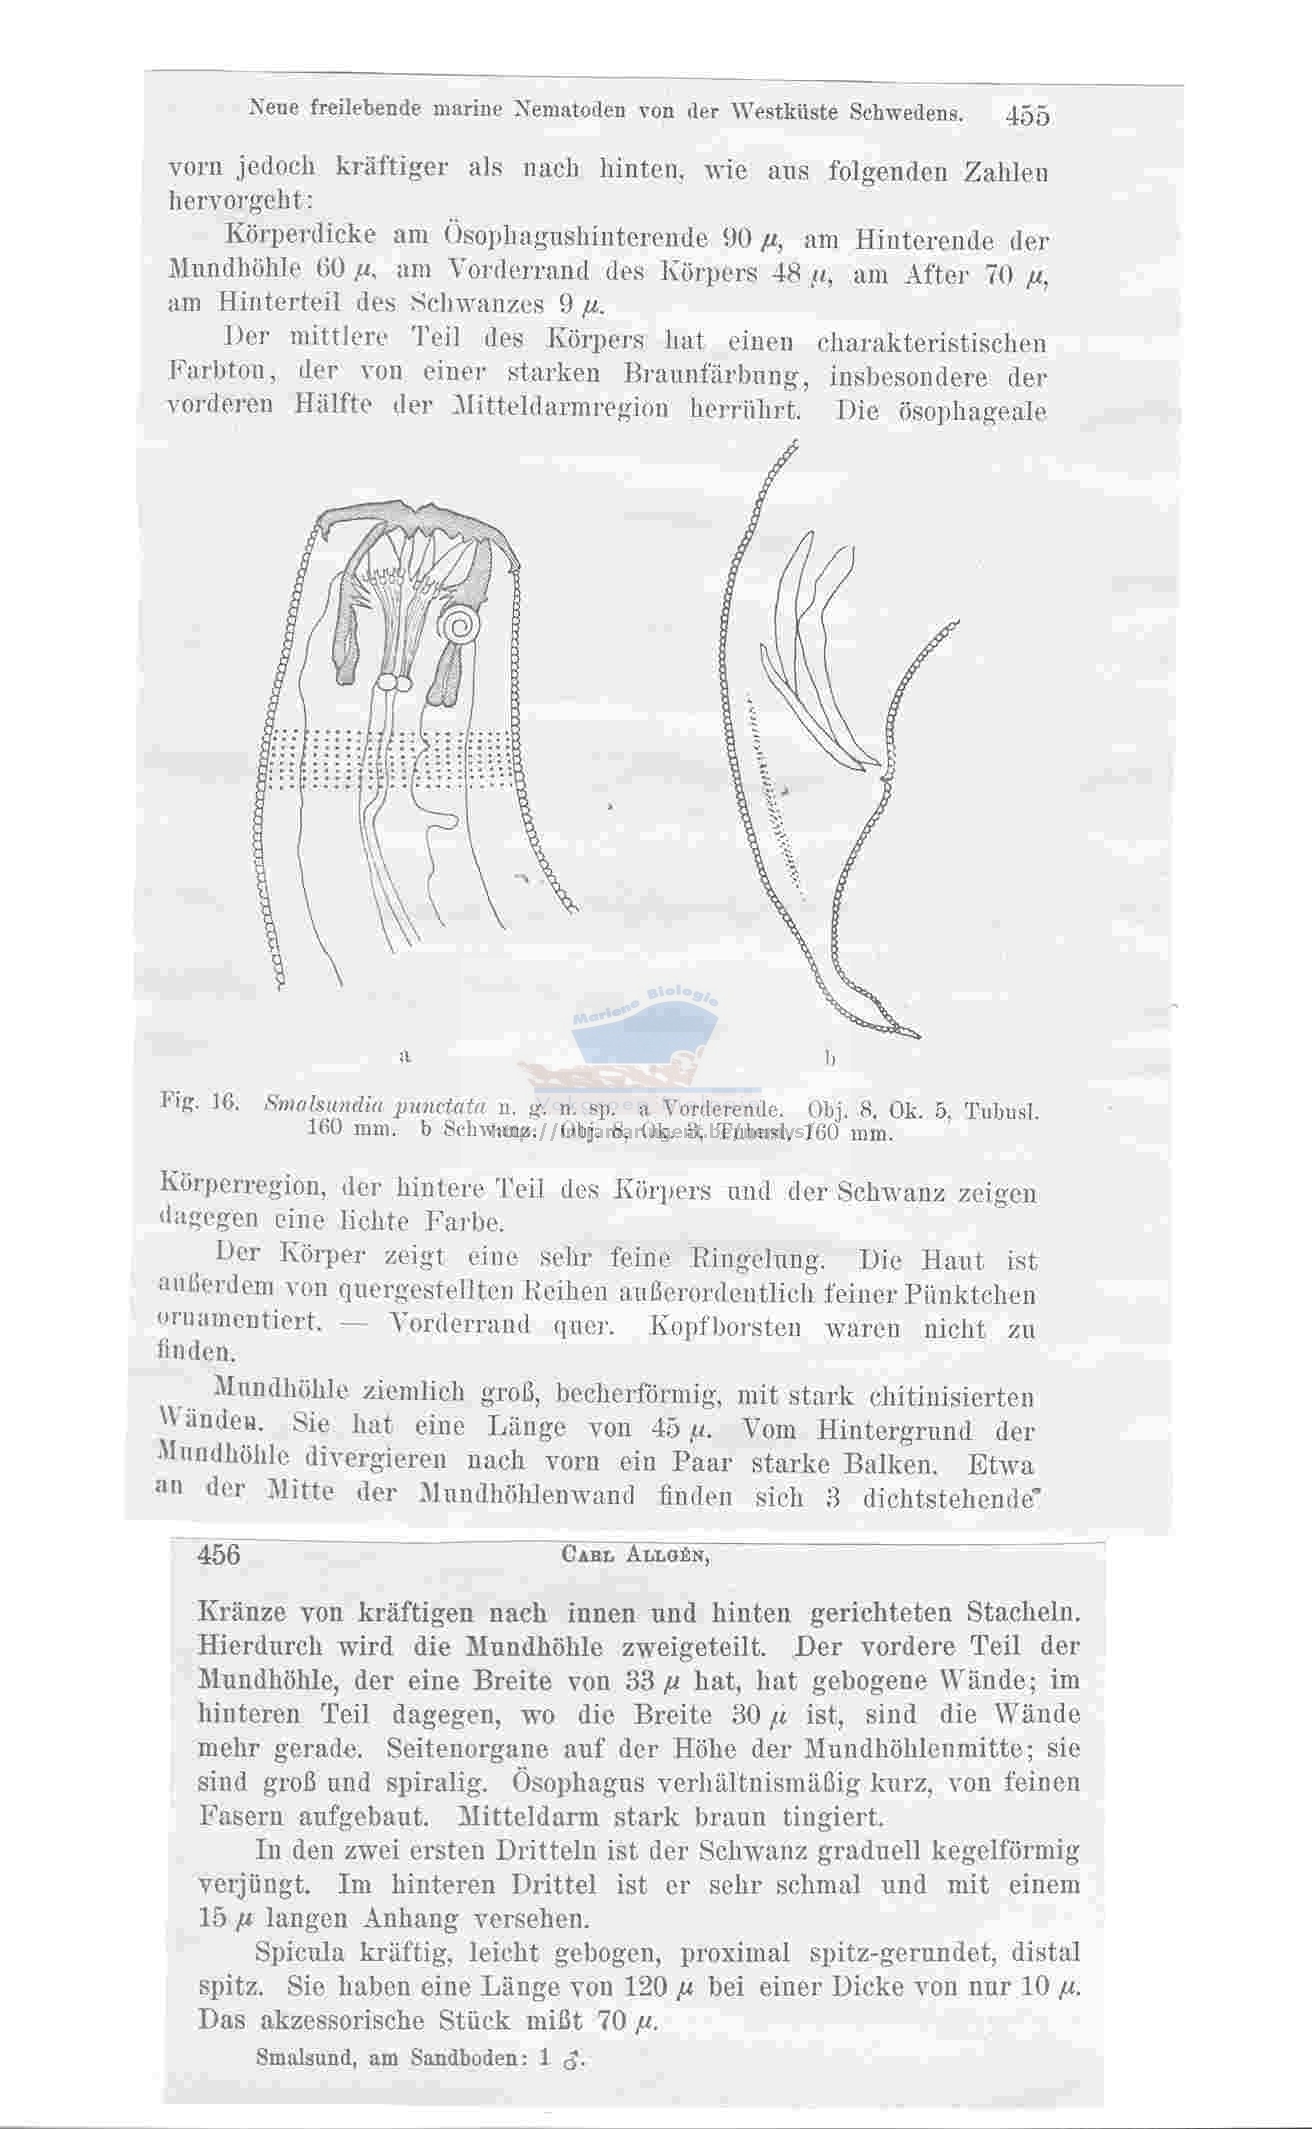 Neue freilebende marine Nematoden von der Westküste Schwedens. 455
vorn jedoch kräftiger als nach hinten, wie aus folgenden Zahlen
hervorgeht:
Körperdicke am Ösophagushinterende 90 µ, am Hinterende der
Mundhöhle 60 µ, am Vorderrand des Körpers 48 µ, am After 70 µ,
am Hinterteil des Schwanzes 9 µ.
Der mittlere Teil des Körpers hat einen charakteristischen
Farbton, der von einer starken Braunfärbung, insbesondere der
vorderen Hälfte der Mitteldarmregion herrührt. Die ösophageale
Mariene Biologie
a b
Fig. 16. Smalsundia punctata n. g. n. sp. a Vorderende. Obj. 8, Ok. 5, Tubusl.
160 mm. b Schwanz. Obj. 8, Ok. 3, Tubusl. 160 mm.
Körperregion, der hintere Teil des Körpers und der Schwanz zeigen
dagegen eine lichte Farbe.
Der Körper zeigt eine sehr feine Ringelung. Die Haut ist
außerdem von quergestellten Reihen außerordentlich feiner Pünktchen
ornamentiert. — Vorderrand quer. Kopfborsten waren nicht zu
finden.
Mundhöhle ziemlich groß, becherförmig, mit stark chitinisierten
Wänden. Sie hat eine Länge von 45 µ. Vom Hintergrund der
Mundhöhle divergieren nach vorn ein Paar starke Balken. Etwa
an der Mitte der Mundhöhlenwand finden sich 3 dichtstehende
456 CARL ALLGÉN,
Kränze von kräftigen nach innen und hinten gerichteten Stacheln.
Hierdurch wird die Mundhöhle zweigeteilt. Der vordere Teil der
Mundhöhle, der eine Breite von 33 µ hat, hat gebogene Wände; im
hinteren Teil dagegen, wo die Breite 30 µ ist, sind die Wände
mehr gerade. Seitenorgane auf der Höhe der Mundhöhlenmitte; sie
sind groß und spiralig. Ösophagus verhältnismäßig kurz, von feinen
Fasern aufgebaut. Mitteldarm stark braun tingiert.
In den zwei ersten Dritteln ist der Schwanz graduell kegelförmig
verjüngt. Im hinteren Drittel ist er sehr schmal und mit einem
15 µ langen Anhang versehen.
Spicula kräftig, leicht gebogen, proximal spitz-gerundet, distal
spitz. Sie haben eine Länge von 120 µ bei einer Dicke von nur 10 µ.
Das akzessorische Stück mißt 70 µ.
Smalsund, am Sandboden: 1 ♂.